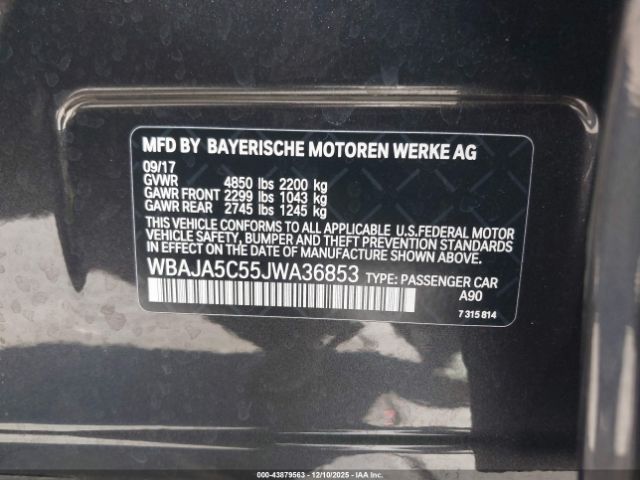 MFD BY BAYERISCHE MOTOREN WERKE AG
09/17
GVWR 4850 lbs 2200 kg
GAWR FRONT 2299 lbs 1043 kg
GAWR REAR 2745 lbs 1245 kg
THIS VEHICLE CONFORMS TO ALL APPLICABLE U.S.FEDERAL MOTOR
VEHICLE SAFETY, BUMPER AND THEFT PREVENTION STANDARDS
IN EFFECT ON THE DATE OF MANUFACTURE SHOWN ABOVE.
WBAJA5C55JWA36853 TYPE: PASSENGER CAR
A90
7 315 814
000-43879563 - 12/10/2025 - IAAI.COM